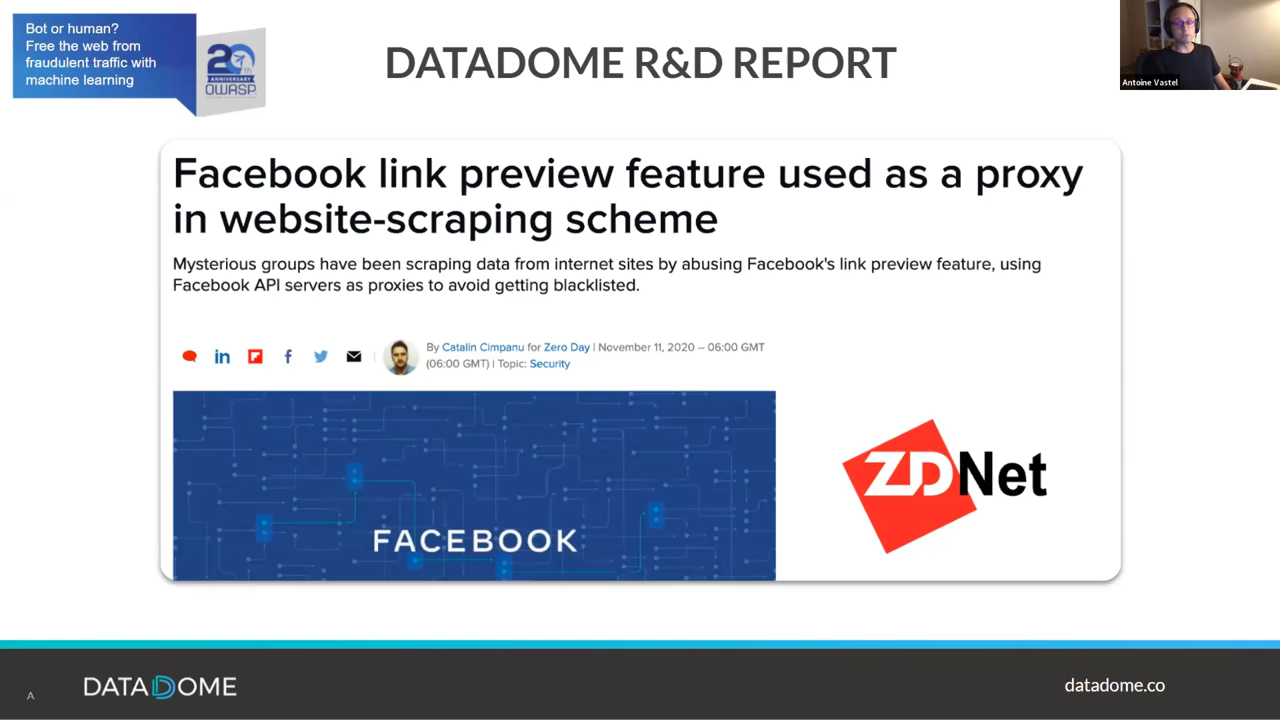 Bot or human?
Free the web from
fraudulent traffic with
machine learning
20th
ANNIVERSARY
OWASP
DATADOME R&D REPORT
Antoine Vastel
Facebook link preview feature used as a proxy
in website-scraping scheme
Mysterious groups have been scraping data from internet sites by abusing Facebook's link preview feature, using
Facebook API servers as proxies to avoid getting blacklisted.
By Catalin Cimpanu for Zero Day | November 11, 2020 -- 06:00 GMT
(06:00 GMT) | Topic: Security
FACEBOOK
ZDNet
A
DATADOME
datadome.co